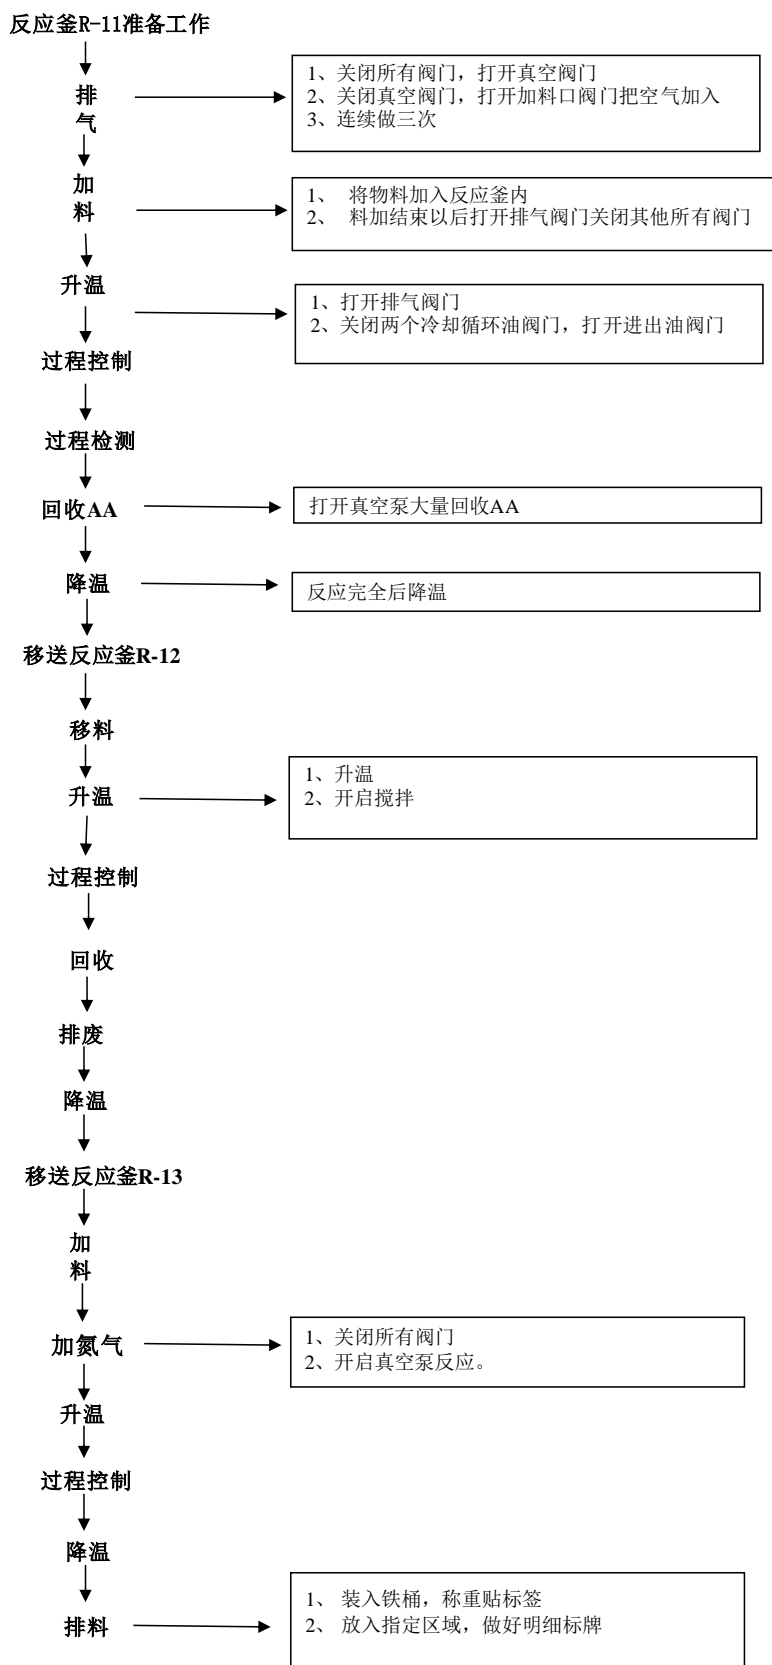 反应釜R-11准备工作
排
气
1、关闭所有阀门，打开真空阀门
2、关闭真空阀门，打开加料口阀门把空气加入
3、连续做三次
加
料
1、 将物料加入反应釜内
2、 料加结束以后打开排气阀门关闭其他所有阀门
升温
1、打开排气阀门
2、关闭两个冷却循环油阀门，打开进出油阀门
过程控制
过程检测
回收AA
打开真空泵大量回收AA
降温
反应完全后降温
移送反应釜R-12
移料
升温
1、升温
2、开启搅拌
过程控制
回收
排废
降温
移送反应釜R-13
加
料
加氮气
1、关闭所有阀门
2、开启真空泵反应。
升温
过程控制
降温
排料
1、 装入铁桶，称重贴标签
2、 放入指定区域，做好明细标牌